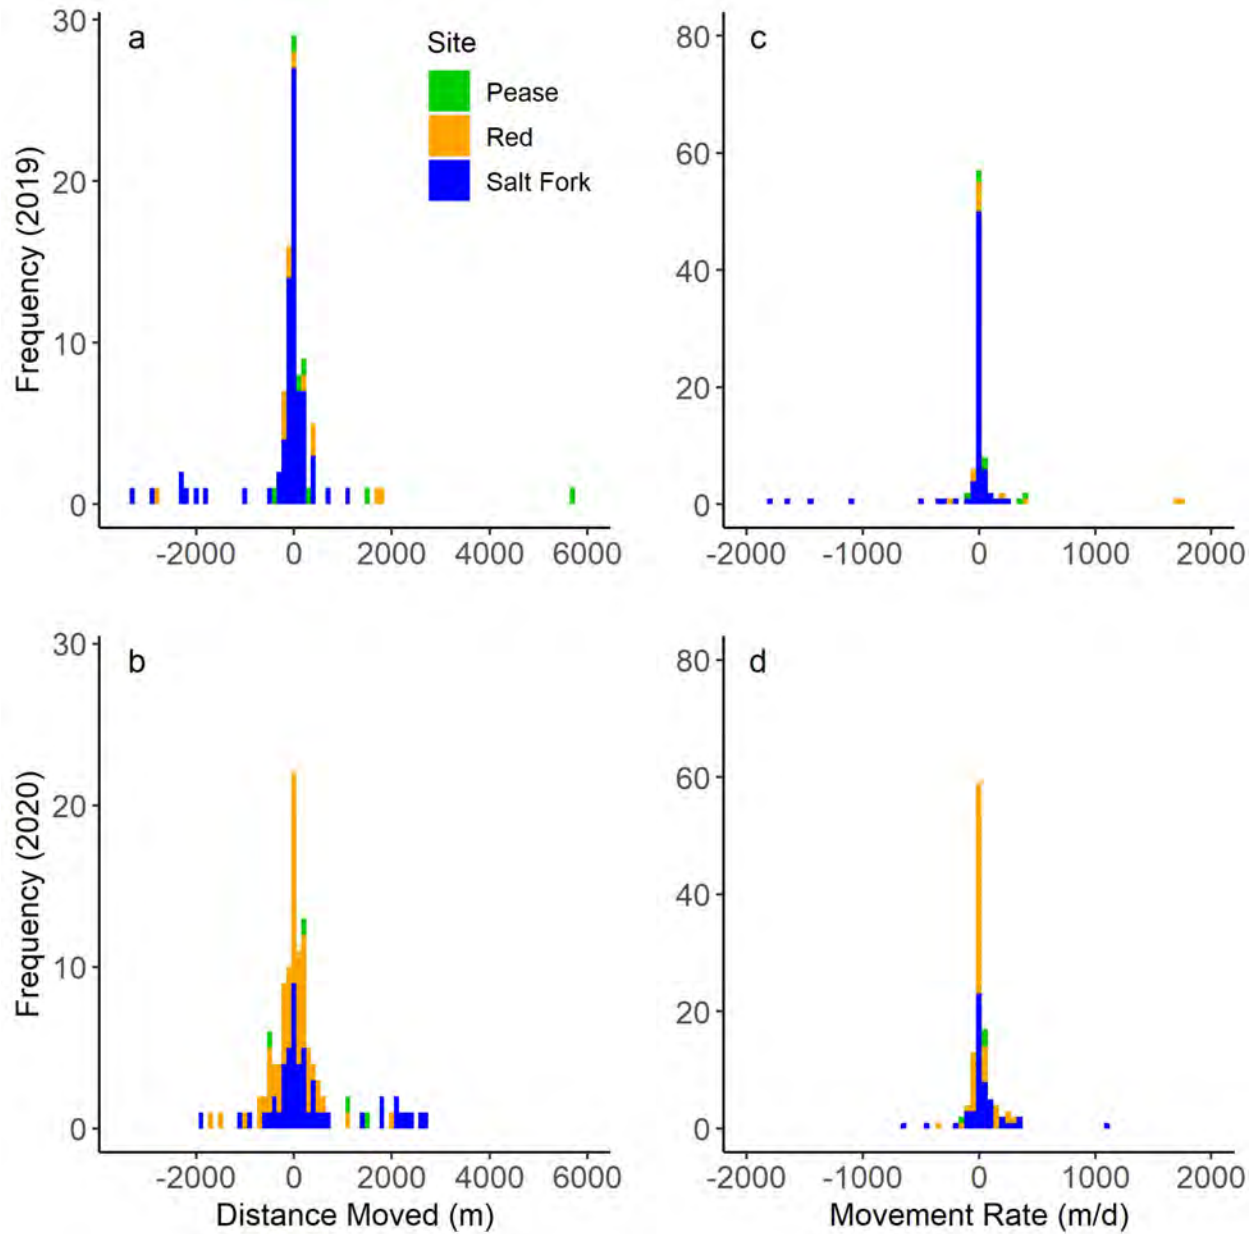 a
Site
Pease
Red
Salt Fork
Frequency (2019)
30
20
10
0
-2000 0 2000 4000 6000
c
80
60
40
20
0
-2000 -1000 0 1000 2000
b
Frequency (2020)
30
20
10
0
-2000 0 2000 4000 6000
Distance Moved (m)
d
80
60
40
20
0
-2000 -1000 0 1000 2000
Movement Rate (m/d)